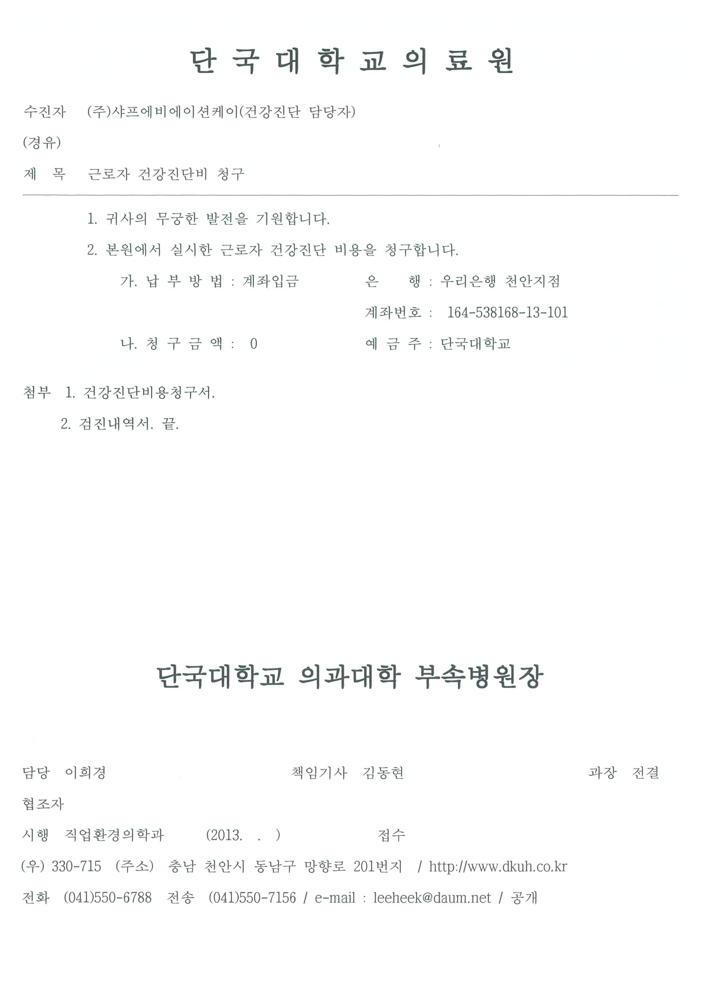 단 국 대 학 교 의 료 원
수진자 (주)샤프에비에이션케이(건강진단 담당자)
(경유)
제 목 근로자 건강진단비 청구
1. 귀사의 무궁한 발전을 기원합니다.
2. 본원에서 실시한 근로자 건강진단 비용을 청구합니다.
가. 납 부 방 법 : 계좌입금 은 행 : 우리은행 천안지점
계좌번호 : 164-538168-13-101
나. 청 구 금 액 : 0 예 금 주 : 단국대학교
첨부 1. 건강진단비용청구서.
2. 검진내역서. 끝.
단국대학교 의과대학 부속병원장
담당 이희경 책임기사 김동현 과장 전결
협조자
시행 직업환경의학과 (2013. . ) 접수
(우) 330-715 (주소) 충남 천안시 동남구 망향로 201번지 / http://www.dkuh.co.kr
전화 (041)550-6788 전송 (041)550-7156 / e-mail : leeheek@daum.net / 공개